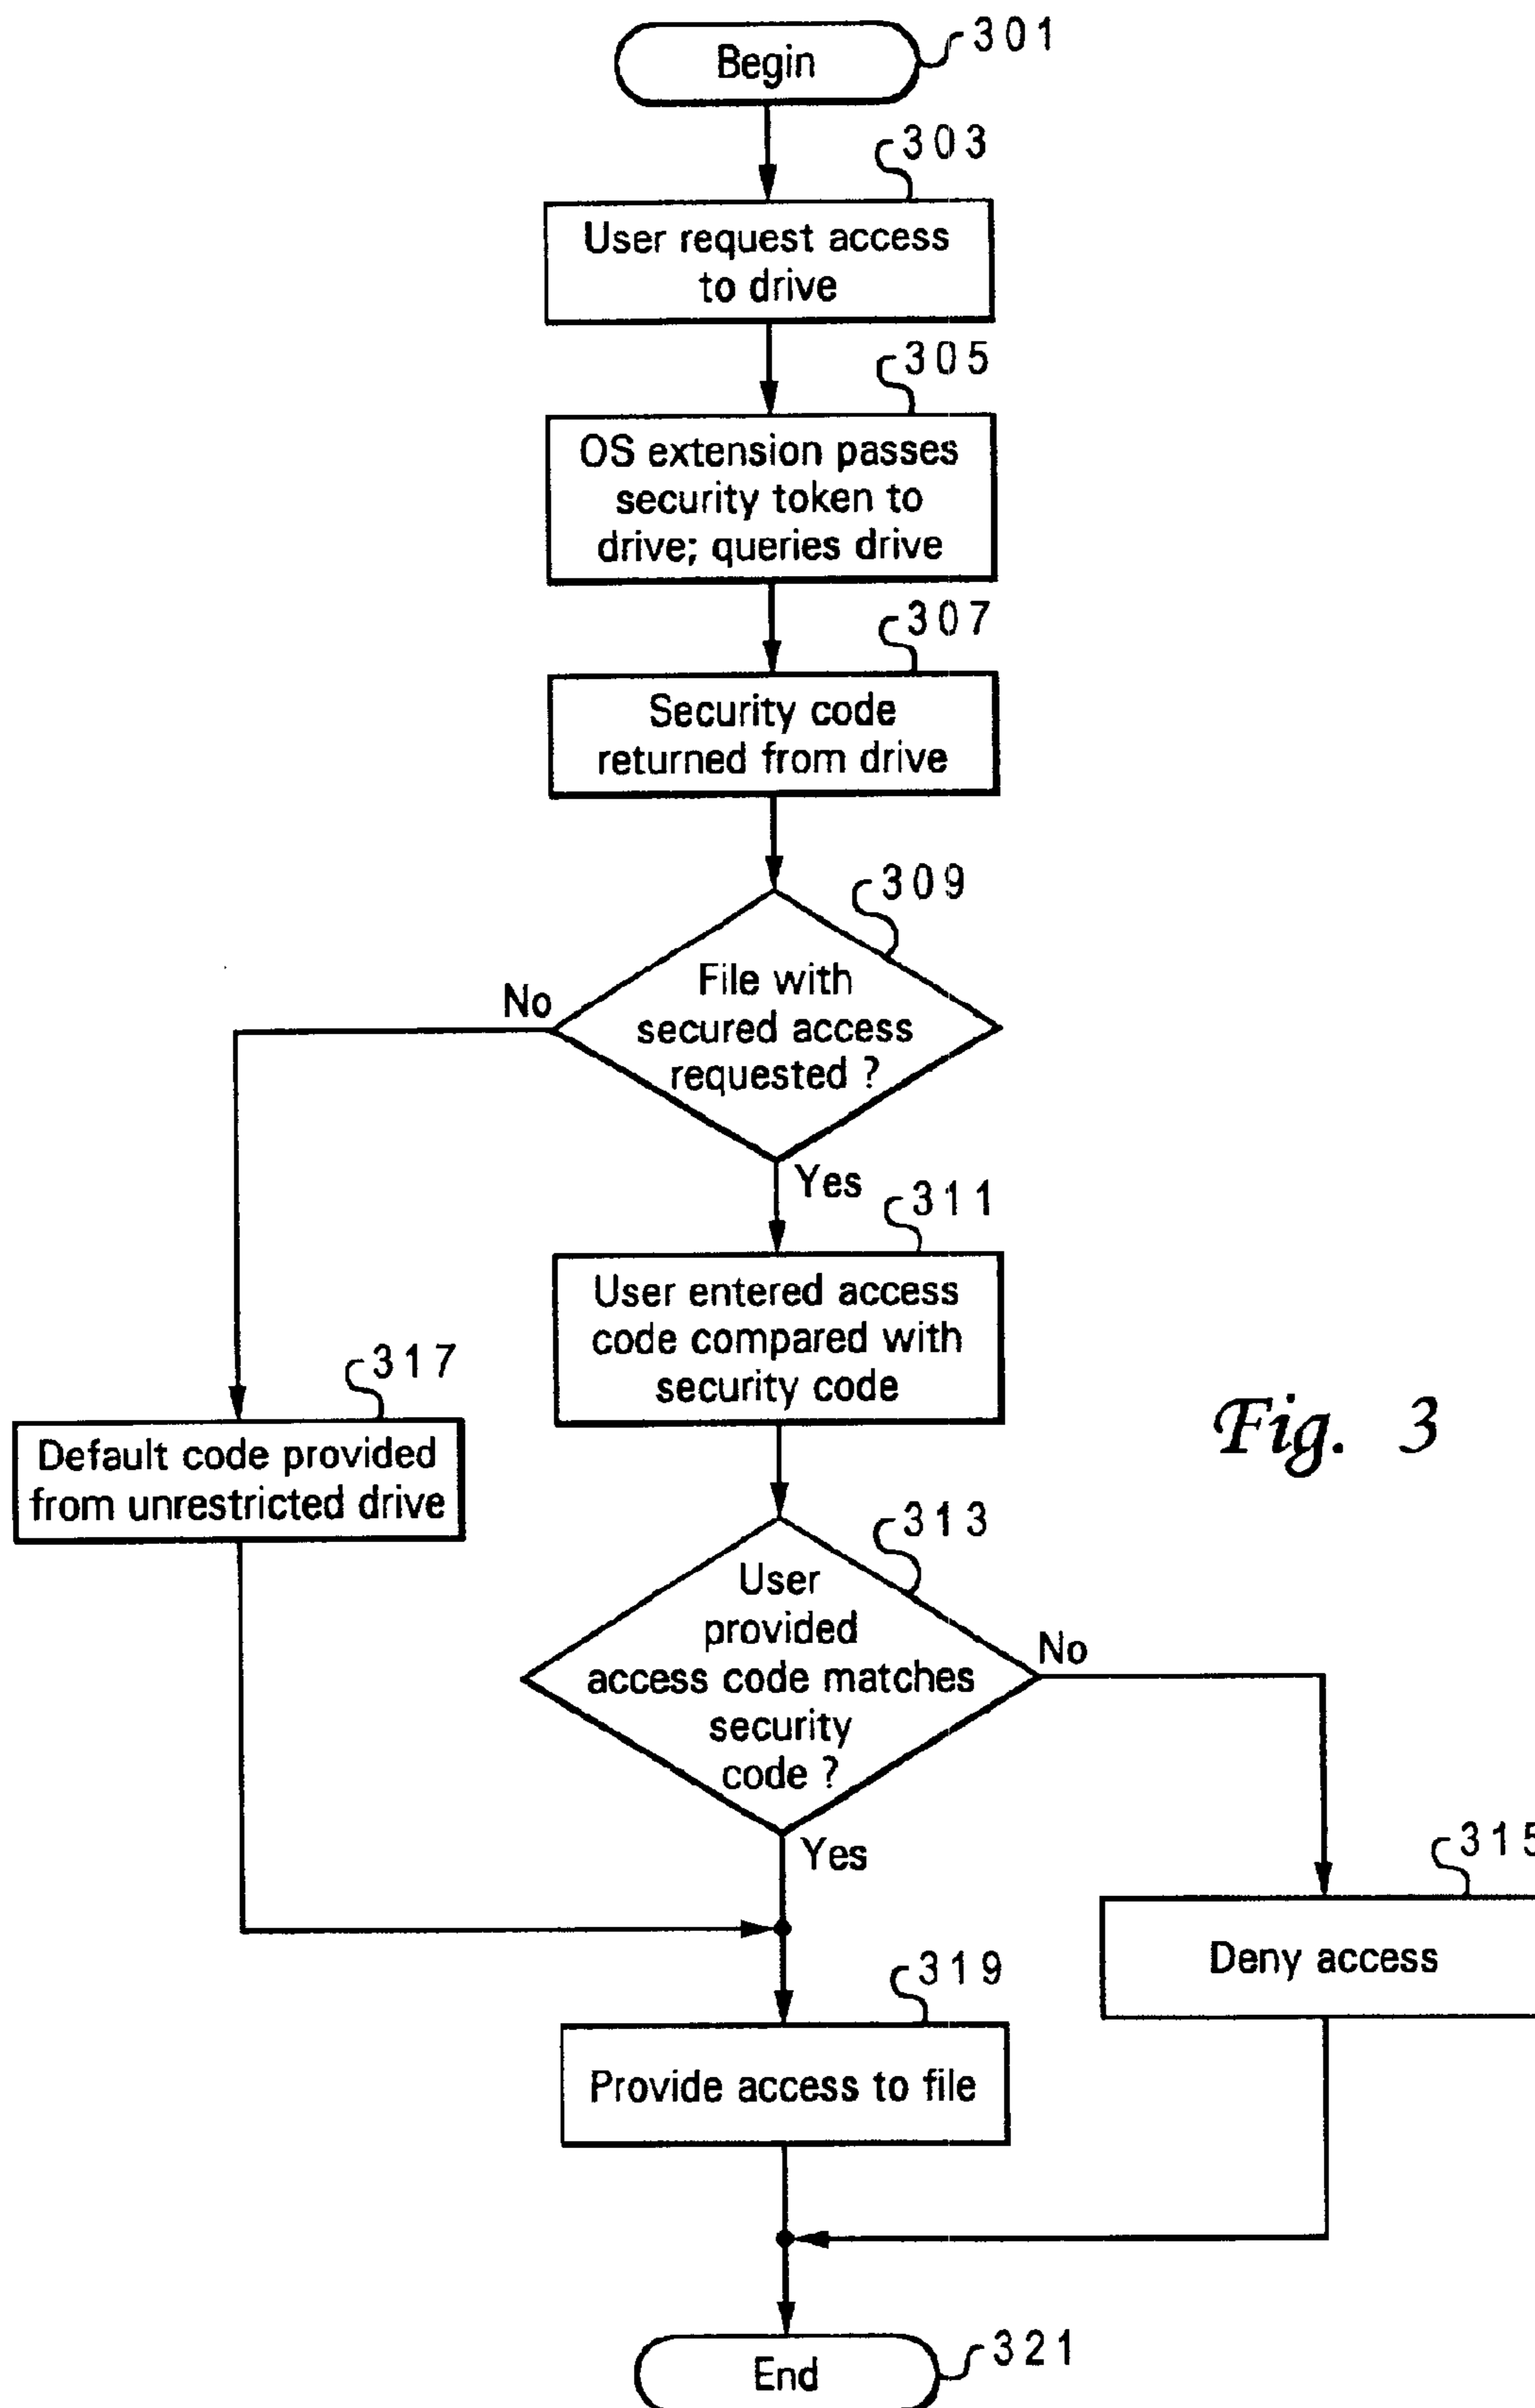 Begin
301
303
User request access
to drive
305
OS extension passes
security token to
drive; queries drive
307
Security code
returned from drive
309
File with
secured access
requested ?
No
Yes
311
User entered access
code compared with
security code
317
Default code provided
from unrestricted drive
Fig. 3
313
User
provided
access code matches
security
code ?
No
Yes
315
Deny access
319
Provide access to file
End
321